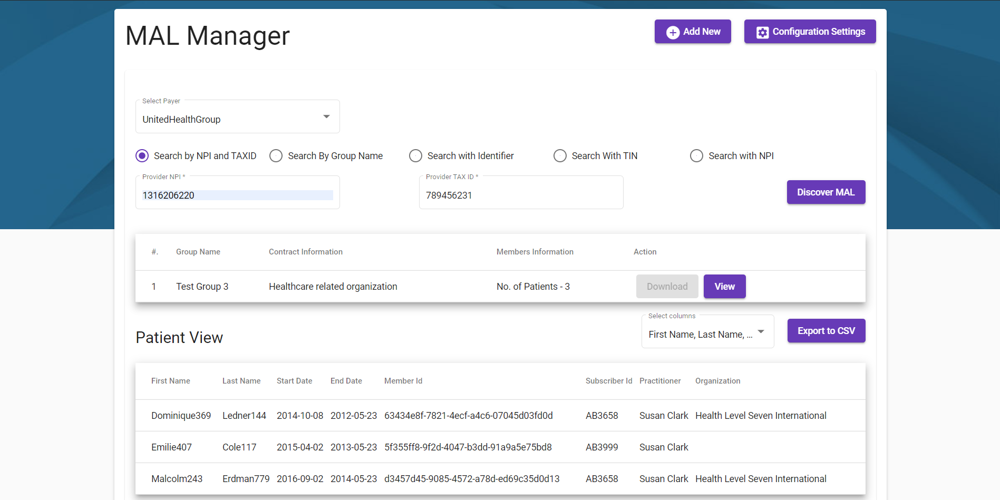 MAL Manager
Add New
Configuration Settings
Select Payer
UnitedHealthGroup
Search by NPI and TAXID
Search By Group Name
Search with Identifier
Search With TIN
Search with NPI
Provider NPI *
1316206220
Provider TAX ID *
789456231
Discover MAL
#. Group Name Contract Information Members Information Action
1 Test Group 3 Healthcare related organization No. of Patients - 3 Download View
Patient View
Select columns
First Name, Last Name, ...
Export to CSV
First Name Last Name Start Date End Date Member Id Subscriber Id Practitioner Organization
Dominique369 Ledner144 2014-10-08 2012-05-23 63434e8f-7821-4ecf-a4c6-07045d03fd0d AB3658 Susan Clark Health Level Seven International
Emilie407 Cole117 2015-04-02 2013-05-23 5f355ff8-9f2d-4047-b3dd-91a9a5e75bd8 AB3999 Susan Clark
Malcolm243 Erdman779 2016-09-02 2014-05-23 d3457d45-9085-4572-a78d-ed69c35d0d13 AB3658 Susan Clark Health Level Seven International